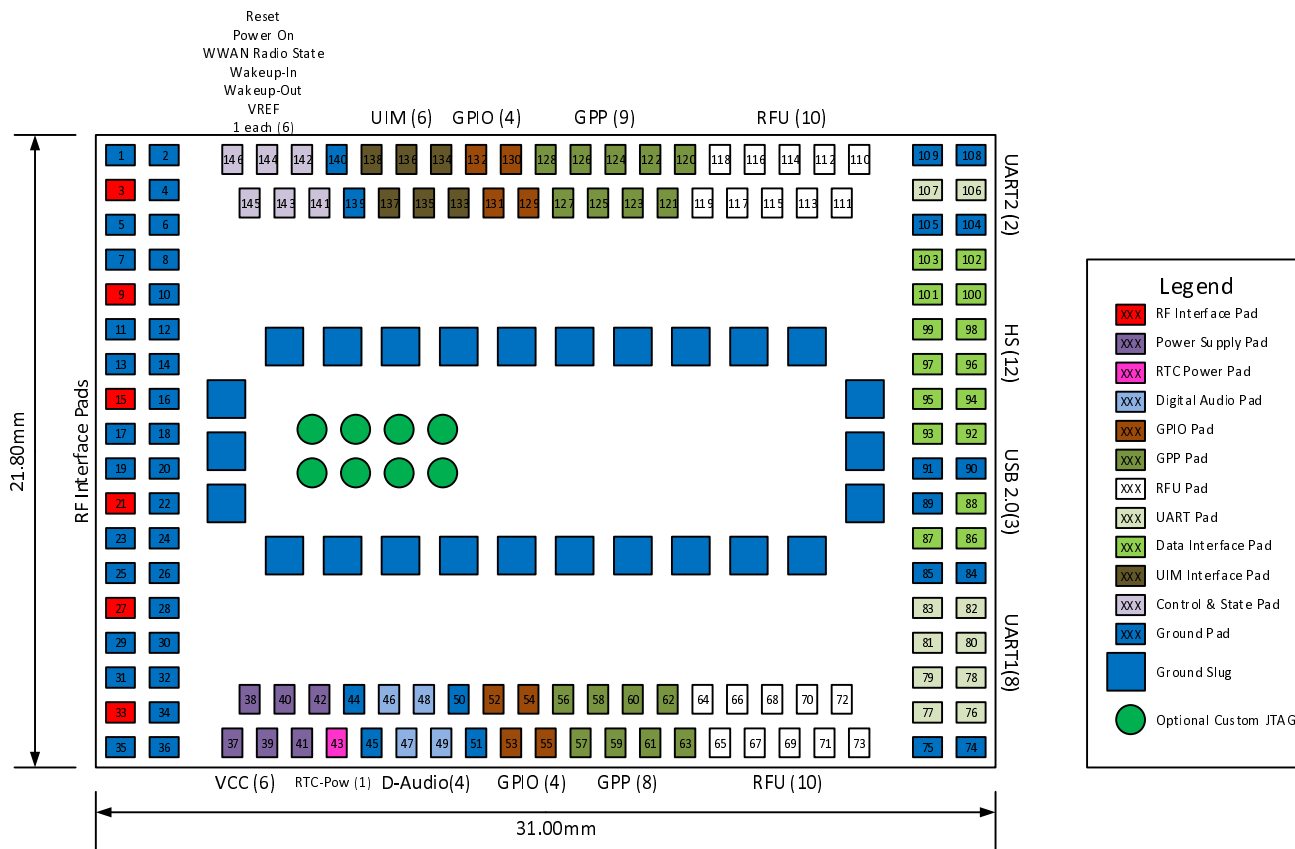 Reset
Power On
WWAN Radio State
Wakeup-In
Wakeup-Out
VREF
1 each (6)
UIM (6) GPIO (4) GPP (9) RFU (10)
146 144 142 140 138 136 134 132 130 128 126 124 122 120 118 116 114 112 110
145 143 141 139 137 135 133 131 129 127 125 123 121 119 117 115 113 111
1 2
3 4
5 6
7 8
9 10
11 12
13 14
15 16
17 18
19 20
21 22
23 24
25 26
27 28
29 30
31 32
33 34
35 36
RF Interface Pads
21.80mm
109 108
107 106
105 104
103 102
101 100
99 98
97 96
95 94
93 92
91 90
89 88
87 86
85 84
83 82
81 80
79 78
77 76
75 74
UART2 (2)
HS (12)
USB 2.0(3)
UART1(8)
38 40 42 44 46 48 50 52 54 56 58 60 62 64 66 68 70 72
37 39 41 43 45 47 49 51 53 55 57 59 61 63 65 67 69 71 73
VCC (6) RTC-Pow (1) D-Audio(4) GPIO (4) GPP (8) RFU (10)
31.00mm
Legend
XXX RF Interface Pad
XXX Power Supply Pad
XXX RTC Power Pad
XXX Digital Audio Pad
XXX GPIO Pad
XXX GPP Pad
XXX RFU Pad
XXX UART Pad
XXX Data Interface Pad
XXX UIM Interface Pad
XXX Control & State Pad
XXX Ground Pad
Ground Slug
Optional Custom JTAG